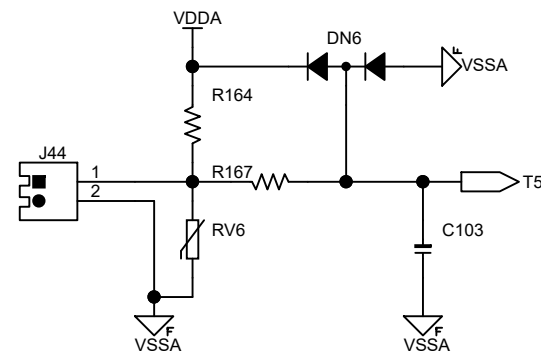 VDDA
DN6
F
VSSA
R164
J44
1
R167
T5
2
RV6
C103
F
VSSA
F
VSSA